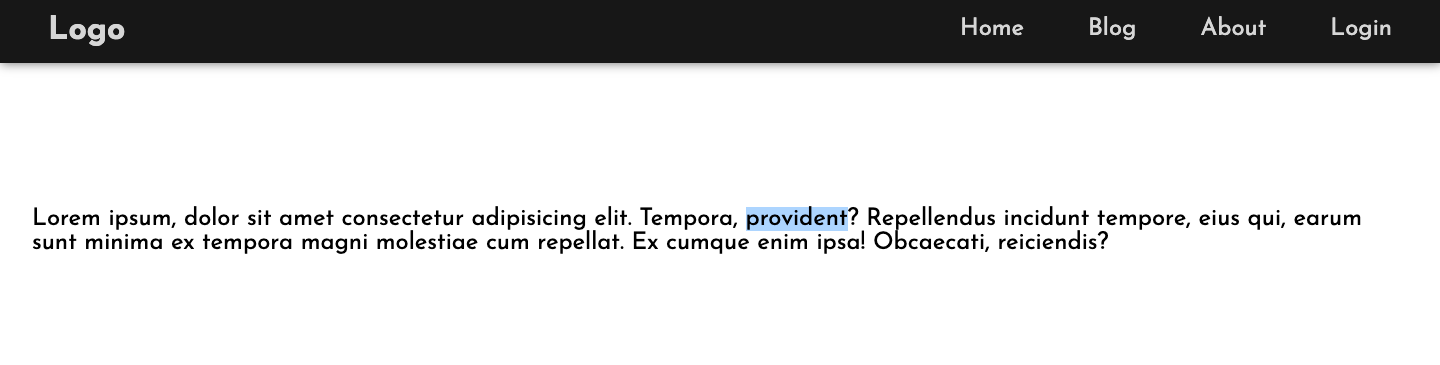 Logo Home Blog About Login
Lorem ipsum, dolor sit amet consectetur adipisicing elit. Tempora, provident? Repellendus incidunt tempore, eius qui, earum
sunt minima ex tempora magni molestiae cum repellat. Ex cumque enim ipsa! Obcaecati, reiciendis?